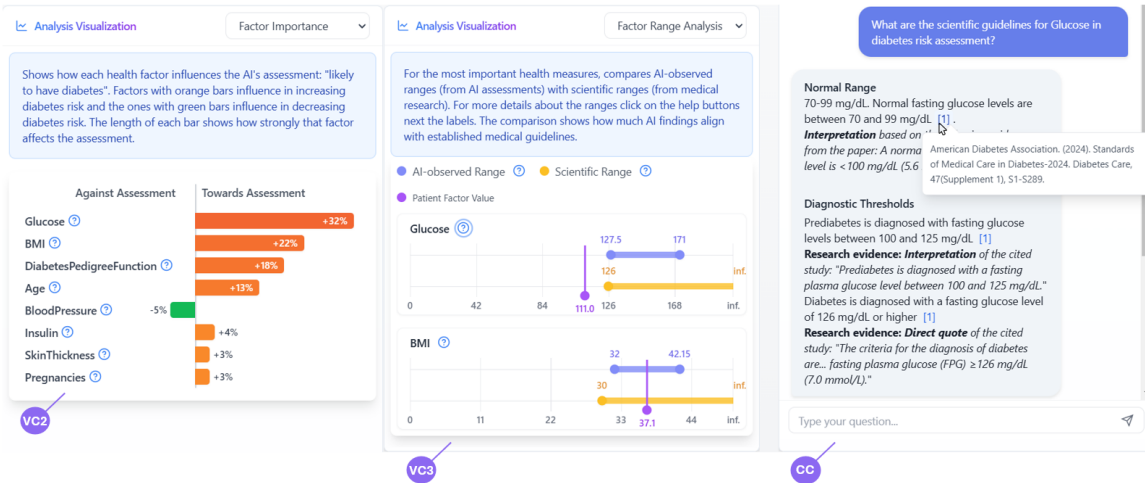 Analysis Visualization
Factor Importance
Shows how each health factor influences the AI's assessment: "likely
to have diabetes". Factors with orange bars influence in increasing
diabetes risk and the ones with green bars influence in decreasing
diabetes risk. The length of each bar shows how strongly that factor
affects the assessment.
Against Assessment
Towards Assessment
Glucose ? +32%
BMI ? +22%
DiabetesPedigreeFunction ? +18%
Age ? +13%
BloodPressure ? -5%
Insulin ? +4%
SkinThickness ? +3%
Pregnancies ? +3%
VC2
Analysis Visualization
Factor Range Analysis
For the most important health measures, compares AI-observed
ranges (from AI assessments) with scientific ranges (from medical
research). For more details about the ranges click on the help buttons
next the labels. The comparison shows how much AI findings align
with established medical guidelines.
AI-observed Range ? Scientific Range ?
Patient Factor Value
Glucose ?
127.5 171
126 inf.
0 42 84 111.0 126 168 inf.
BMI ?
32 42.15
30 inf.
0 11 22 33 37.1 44 inf.
VC3
What are the scientific guidelines for Glucose in
diabetes risk assessment?
Normal Range
70-99 mg/dL. Normal fasting glucose levels are
between 70 and 99 mg/dL [1] .
Interpretation based on
from the paper: A norma
level is <100 mg/dL (5.6
American Diabetes Association. (2024). Standards
of Medical Care in Diabetes-2024. Diabetes Care,
47(Supplement 1), S1-S289.
Diagnostic Thresholds
Prediabetes is diagnosed with fasting glucose
levels between 100 and 125 mg/dL [1]
Research evidence: Interpretation of the cited
study: "Prediabetes is diagnosed with a fasting
plasma glucose level between 100 and 125 mg/dL."
Diabetes is diagnosed with a fasting glucose level
of 126 mg/dL or higher [1]
Research evidence: Direct quote of the cited
study: "The criteria for the diagnosis of diabetes
are... fasting plasma glucose (FPG) ≥126 mg/dL
(7.0 mmol/L)."
Type your question...
CC